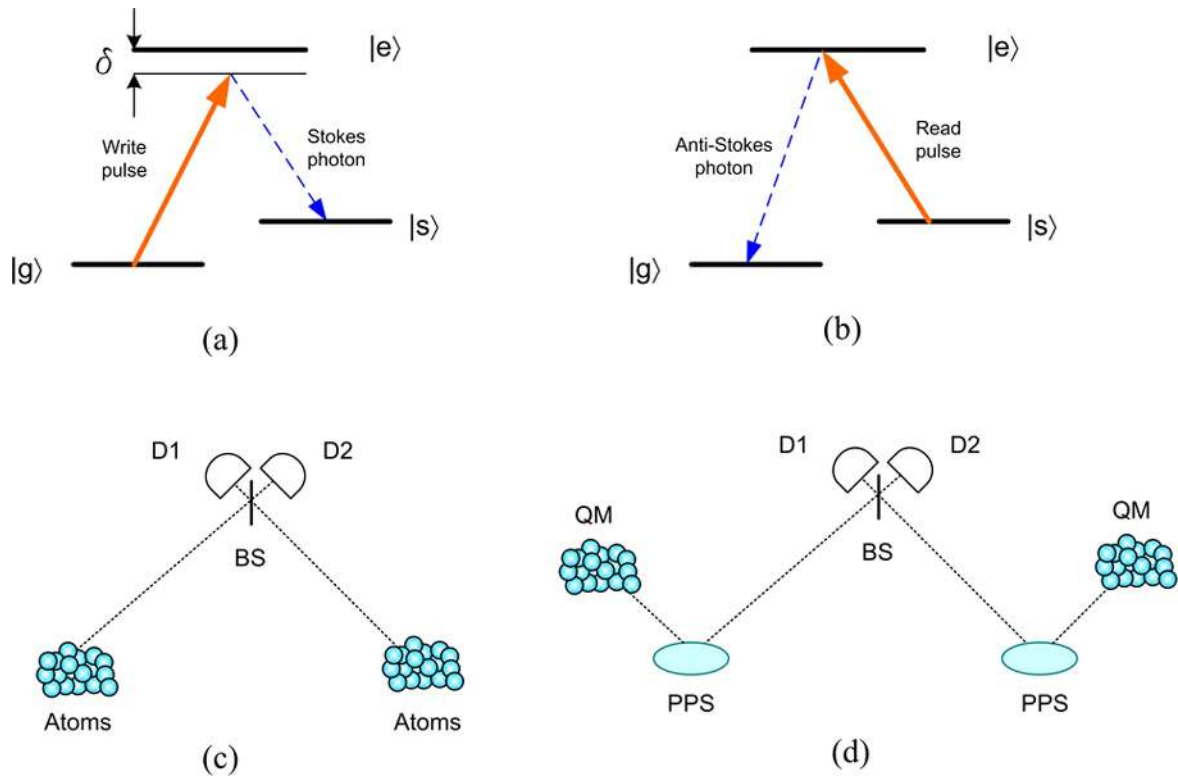 |e⟩
δ
Write
pulse
Stokes
photon
|s⟩
|g⟩
(a)
|e⟩
Anti-Stokes
photon
Read
pulse
|s⟩
|g⟩
(b)
D1
D2
BS
Atoms
Atoms
(c)
D1
D2
QM
QM
BS
PPS
PPS
(d)